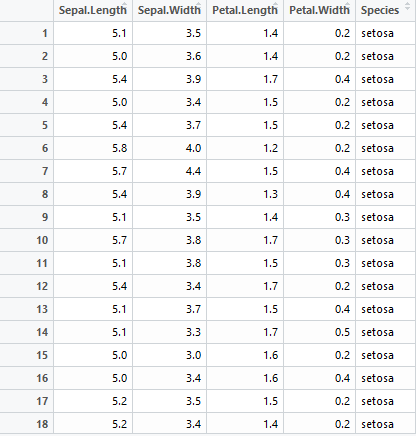 Sepal.Length Sepal.Width Petal.Length Petal.Width Species
1 5.1 3.5 1.4 0.2 setosa
2 5.0 3.6 1.4 0.2 setosa
3 5.4 3.9 1.7 0.4 setosa
4 5.0 3.4 1.5 0.2 setosa
5 5.4 3.7 1.5 0.2 setosa
6 5.8 4.0 1.2 0.2 setosa
7 5.7 4.4 1.5 0.4 setosa
8 5.4 3.9 1.3 0.4 setosa
9 5.1 3.5 1.4 0.3 setosa
10 5.7 3.8 1.7 0.3 setosa
11 5.1 3.8 1.5 0.3 setosa
12 5.4 3.4 1.7 0.2 setosa
13 5.1 3.7 1.5 0.4 setosa
14 5.1 3.3 1.7 0.5 setosa
15 5.0 3.0 1.6 0.2 setosa
16 5.0 3.4 1.6 0.4 setosa
17 5.2 3.5 1.5 0.2 setosa
18 5.2 3.4 1.4 0.2 setosa